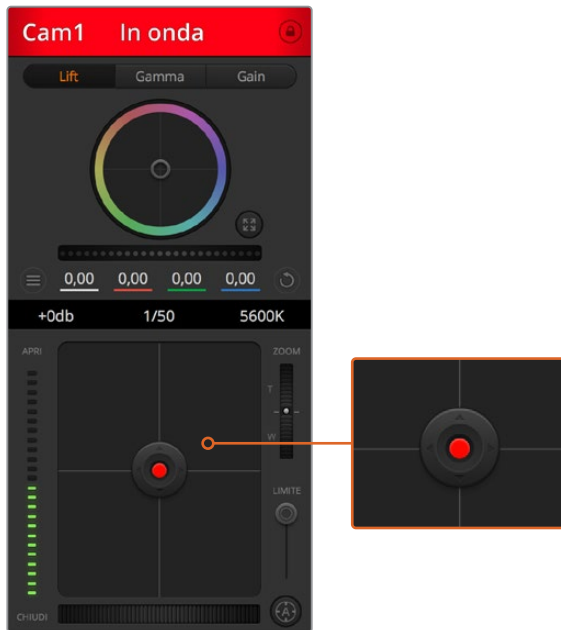 Cam1 In onda
Lift Gamma Gain
0,00 0,00 0,00 0,00
+0db 1/50 5600K
APRI ZOOM
T
W
LIMITE
A
CHIUDI